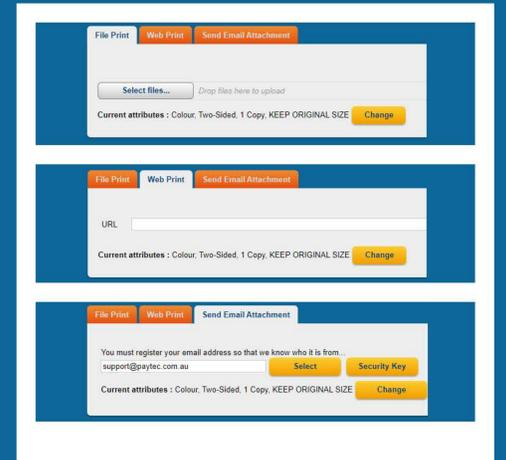 File Print Web Print Send Email Attachment
Select files... Drop files here to upload
Current attributes : Colour, Two-Sided, 1 Copy, KEEP ORIGINAL SIZE Change
File Print Web Print Send Email Attachment
URL
Current attributes : Colour, Two-Sided, 1 Copy, KEEP ORIGINAL SIZE Change
File Print Web Print Send Email Attachment
You must register your email address so that we know who it is from...
support@paytec.com.au Select Security Key
Current attributes : Colour, Two-Sided, 1 Copy, KEEP ORIGINAL SIZE Change